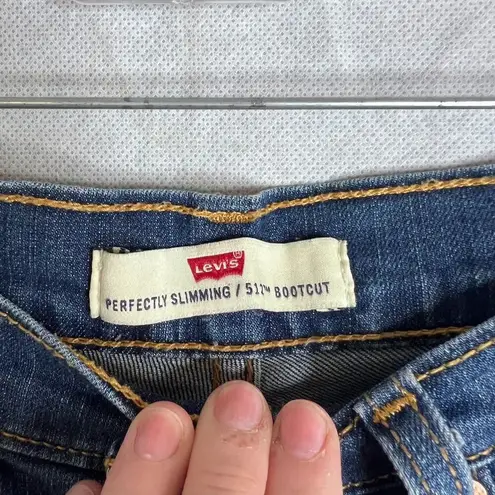 Levi's®
PERFECTLY SLIMMING / 512™ BOOTCUT